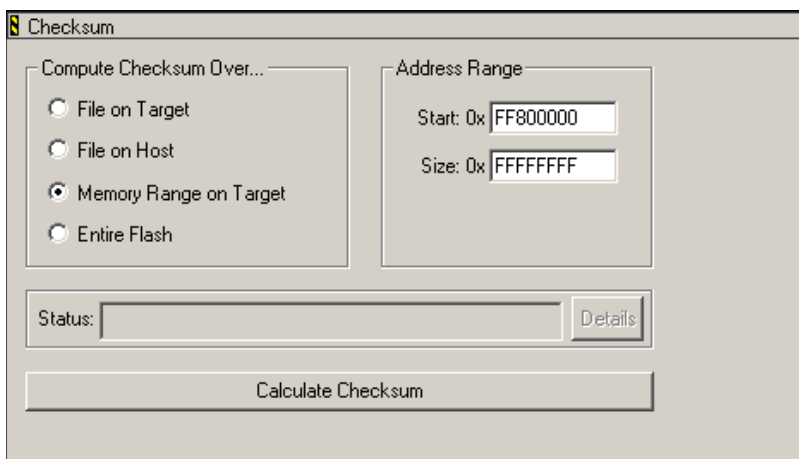 Checksum
Compute Checksum Over...
File on Target
File on Host
Memory Range on Target
Entire Flash
Address Range
Start: 0x FF800000
Size: 0x FFFFFFFF
Status:
Details
Calculate Checksum